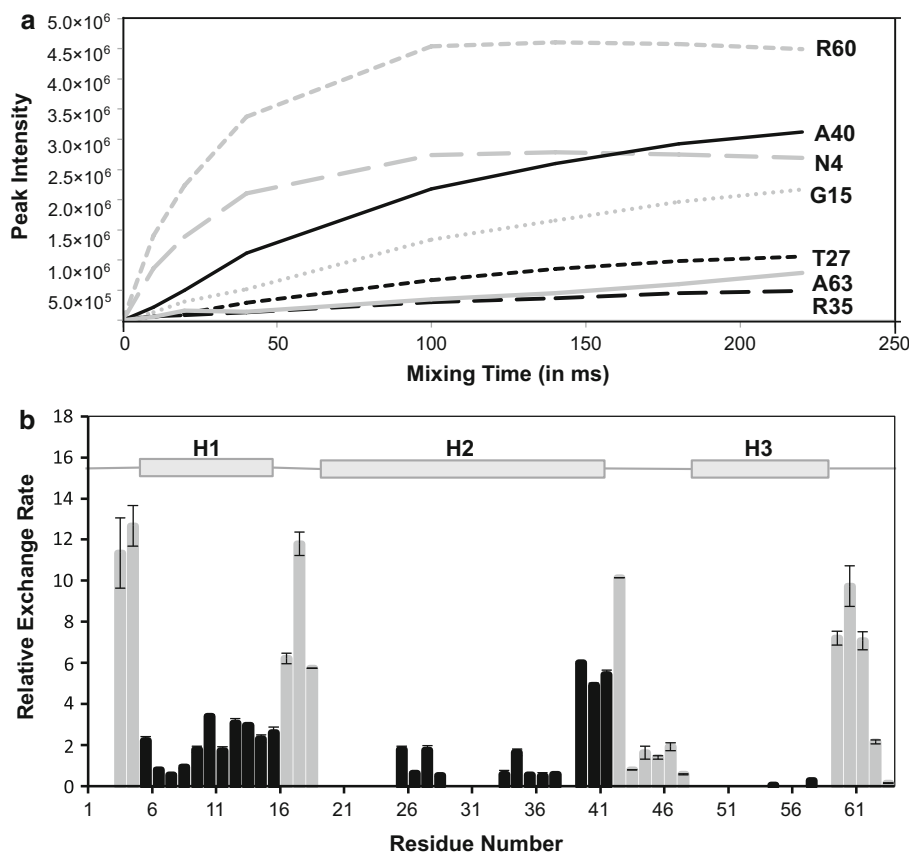 a
5.0×10⁶
4.5×10⁶
4.0×10⁶
3.5×10⁶
3.0×10⁶
2.5×10⁶
2.0×10⁶
1.5×10⁶
1.0×10⁶
5.0×10⁵
Peak Intensity
R60
A40
N4
G15
T27
A63
R35
0 50 100 150 200 250
Mixing Time (in ms)
b
18
16
14
12
10
8
6
4
2
0
Relative Exchange Rate
H1 H2 H3
1 6 11 16 21 26 31 36 41 46 51 56 61
Residue Number